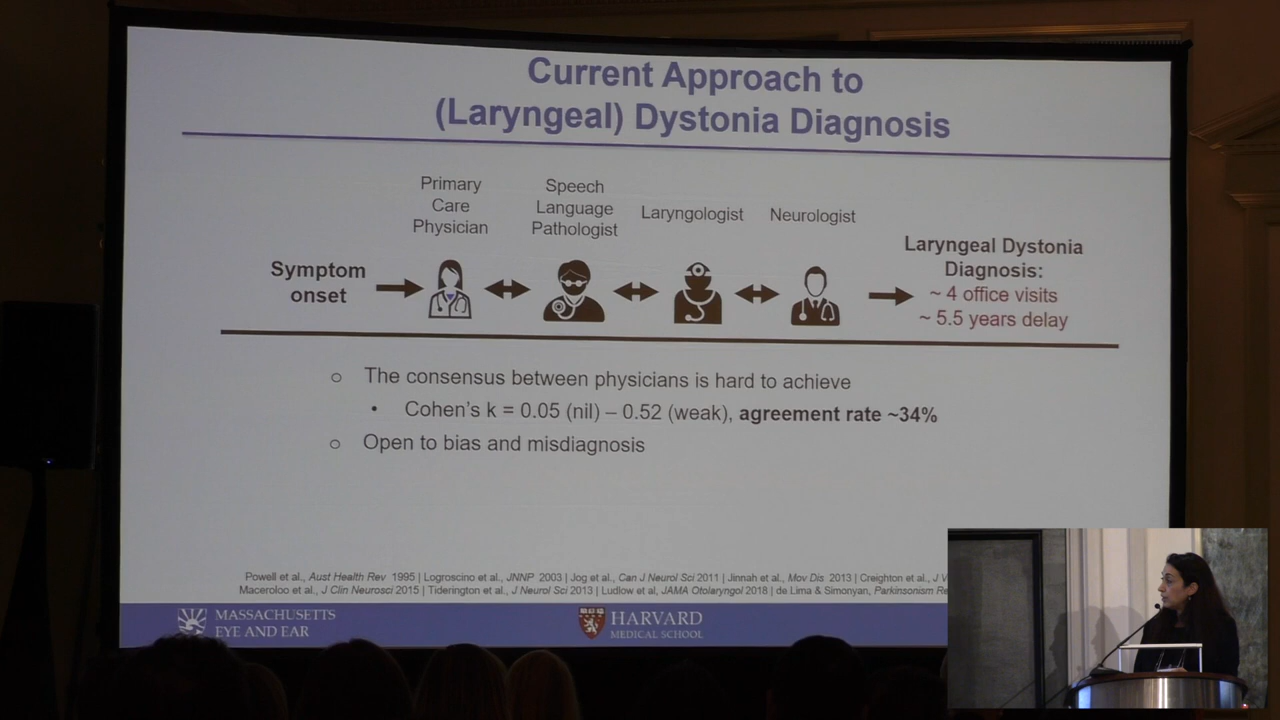 Current Approach to
(Laryngeal) Dystonia Diagnosis
Primary
Care
Physician
Speech
Language
Pathologist
Laryngologist
Neurologist
Symptom
onset
Laryngeal Dystonia
Diagnosis:
~ 4 office visits
~ 5.5 years delay
○ The consensus between physicians is hard to achieve
• Cohen's k = 0.05 (nil) – 0.52 (weak), agreement rate ~34%
○ Open to bias and misdiagnosis
Powell et al., Aust Health Rev 1995 | Logroscino et al., JNNP 2003 | Jog et al., Can J Neurol Sci 2011 | Jinnah et al., Mov Dis 2013 | Creighton et al., J V
Maceroloo et al., J Clin Neurosci 2015 | Tiderington et al., J Neurol Sci 2013 | Ludlow et al, JAMA Otolaryngol 2018 | de Lima & Simonyan, Parkinsonism Re
MASSACHUSETTS
EYE AND EAR
HARVARD
MEDICAL SCHOOL